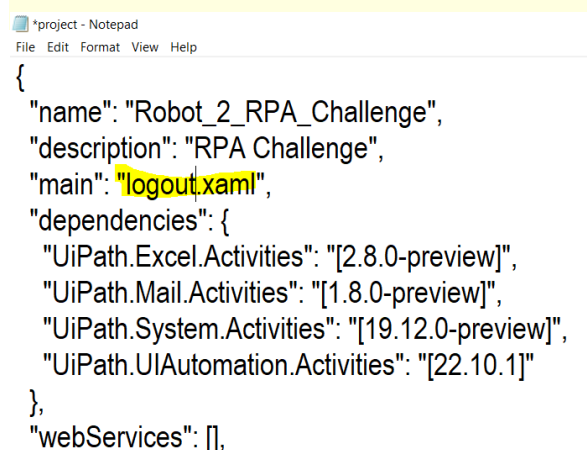 *project - Notepad
File Edit Format View Help
{
"name": "Robot_2_RPA_Challenge",
"description": "RPA Challenge",
"main": "logout.xaml",
"dependencies": {
"UiPath.Excel.Activities": "[2.8.0-preview]",
"UiPath.Mail.Activities": "[1.8.0-preview]",
"UiPath.System.Activities": "[19.12.0-preview]",
"UiPath.UIAutomation.Activities": "[22.10.1]"
},
"webServices": [],